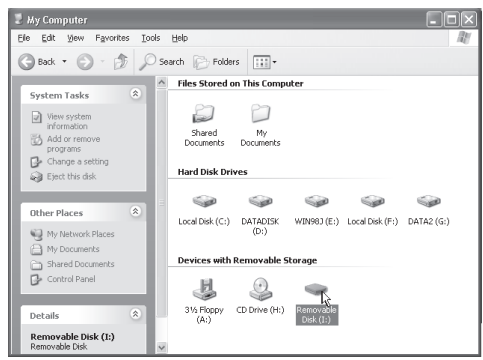 My Computer
File Edit View Favorites Tools Help
Back Search Folders
System Tasks
View system
information
Add or remove
programs
Change a setting
Eject this disk
Other Places
My Network Places
My Documents
Shared Documents
Control Panel
Details
Removable Disk (I:)
Removable Disk
Files Stored on This Computer
Shared
Documents
My
Documents
Hard Disk Drives
Local Disk (C:)
DATADISK
(D:)
WIN98J (E:)
Local Disk (F:)
DATA2 (G:)
Devices with Removable Storage
3½ Floppy
(A:)
CD Drive (H:)
Removable
Disk (I:)